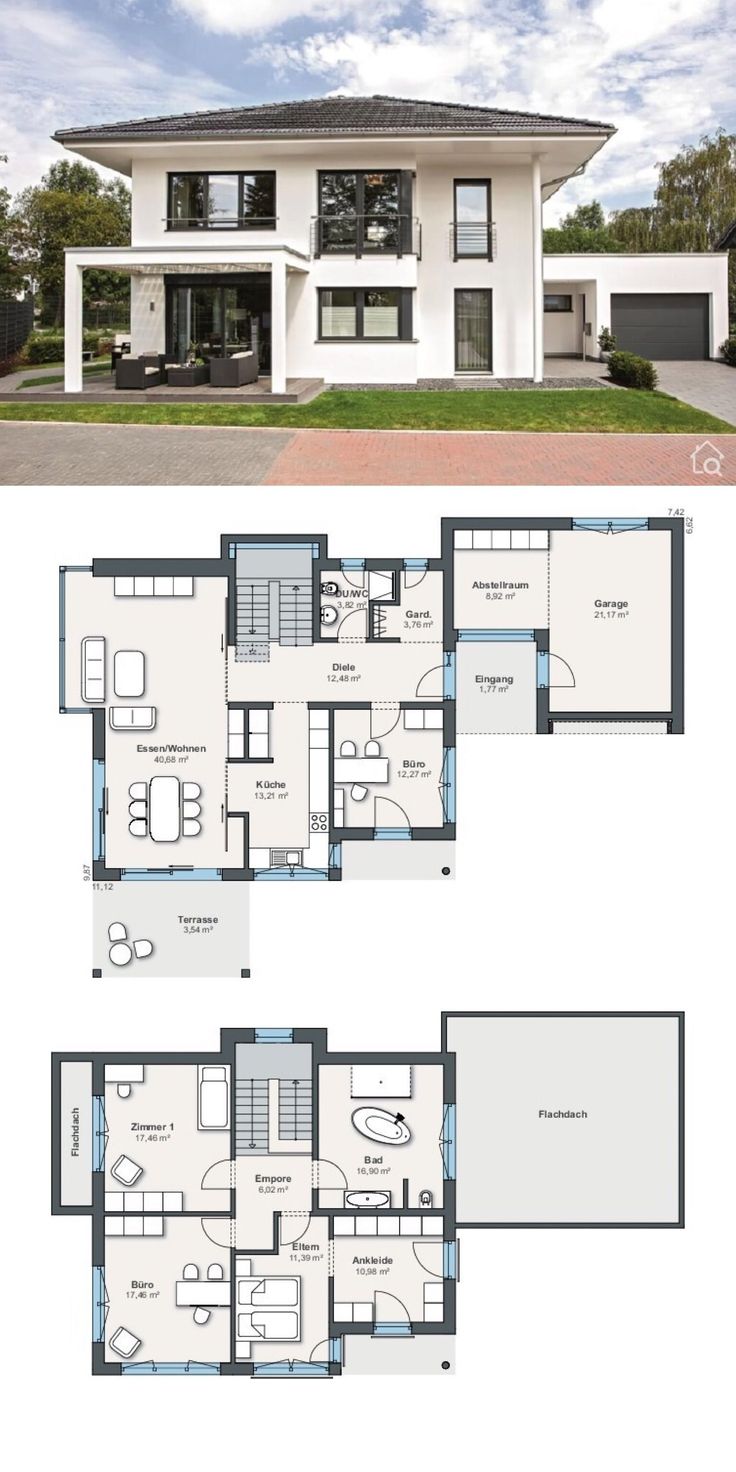 7,42
6,62
DU/WC
3,82 m²
Gard.
3,76 m²
Abstellraum
8,92 m²
Garage
21,17 m²
Diele
12,48 m²
Eingang
1,77 m²
Essen/Wohnen
40,68 m²
Küche
13,21 m²
Büro
12,27 m²
9,87
11,12
Terrasse
3,54 m²
Flachdach
Zimmer 1
17,46 m²
Bad
16,90 m²
Flachdach
Empore
6,02 m²
Eltern
11,39 m²
Ankleide
10,98 m²
Büro
17,46 m²